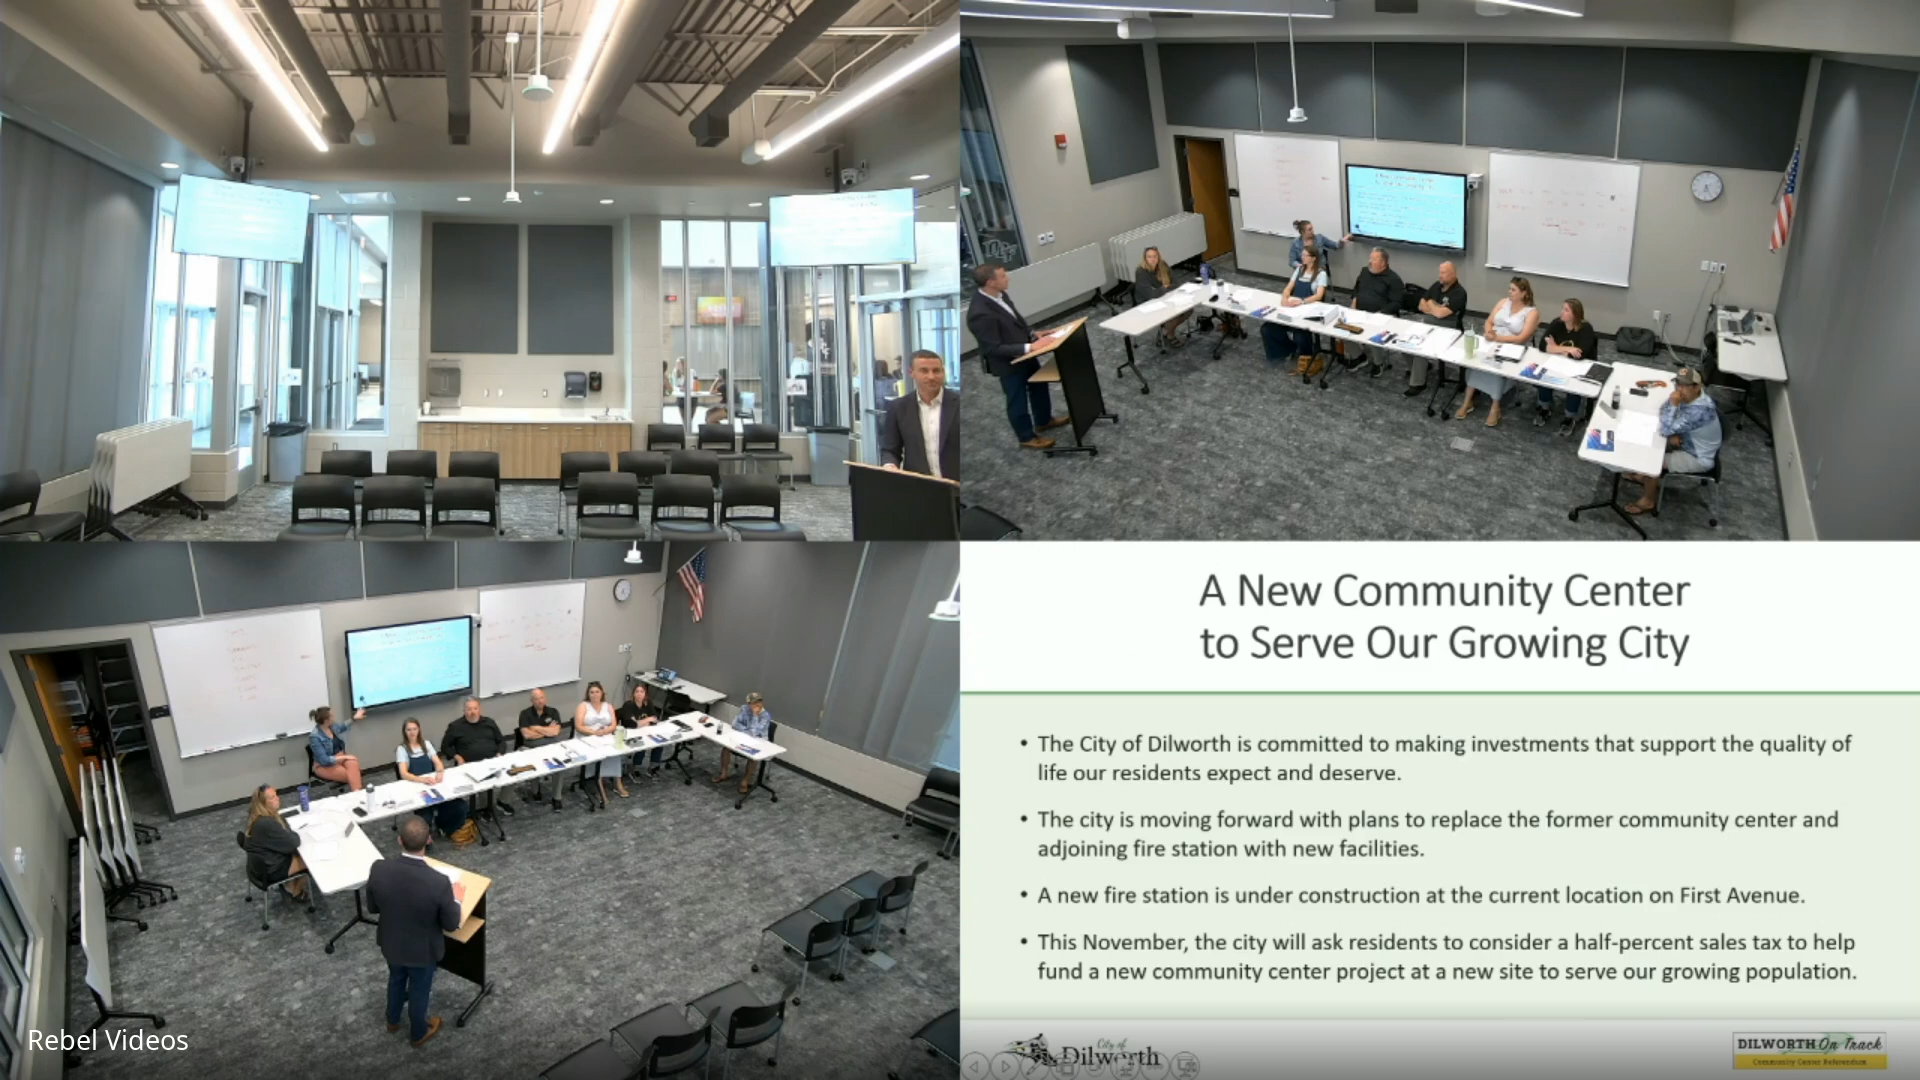 A New Community Center
to Serve Our Growing City
• The City of Dilworth is committed to making investments that support the quality of
life our residents expect and deserve.
• The city is moving forward with plans to replace the former community center and
adjoining fire station with new facilities.
• A new fire station is under construction at the current location on First Avenue.
• This November, the city will ask residents to consider a half-percent sales tax to help
fund a new community center project at a new site to serve our growing population.
City of
Dilworth
DILWORTH On Track
Community Center Referendum
Rebel Videos